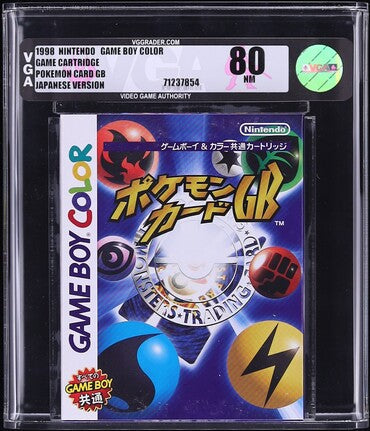 VGGRADER.COM
1998 NINTENDO GAME BOY COLOR
GAME CARTRIDGE
POKEMON CARD GB
JAPANESE VERSION
71237854
80
NM
VGA
VGA
VIDEO GAME AUTHORITY
Nintendo
ゲームボーイ&カラー共通カートリッジ
ポケモン
カードGB
TM
MONSTERS・TRADING
GAME BOY COLOR
GAME BOY
共通